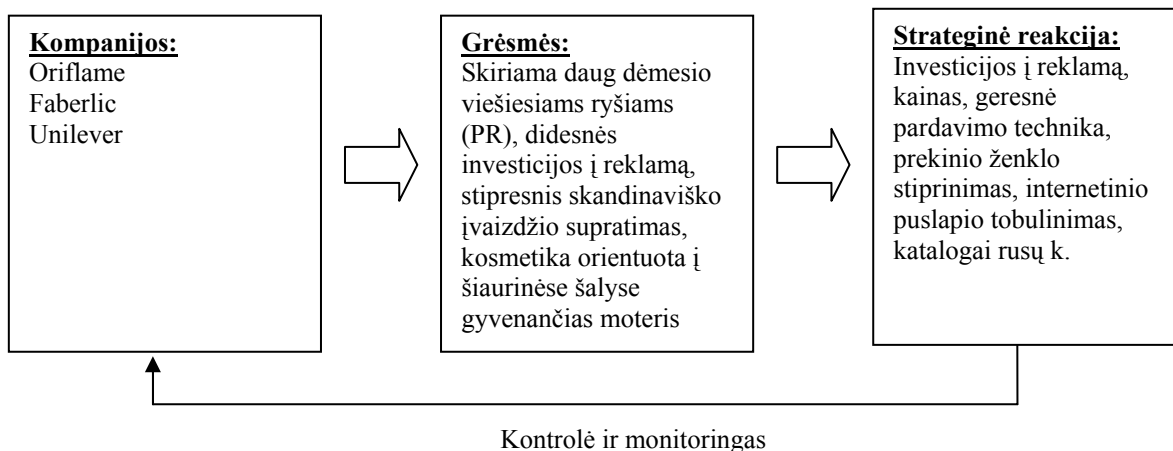 Kompanijos:
Oriflame
Faberlic
Unilever
Grėsmės:
Skiriama daug dėmesio
viešiesiams ryšiams
(PR), didesnės
investicijos į reklamą,
stipresnis skandinaviško
įvaizdžio supratimas,
kosmetika orientuota į
šiaurinėse šalyse
gyvenančias moteris
Strateginė reakcija:
Investicijos į reklamą,
kainas, geresnė
pardavimo technika,
prekinio ženklo
stiprinimas, internetinio
puslapio tobulinimas,
katalogai rusų k.
Kontrolė ir monitoringas